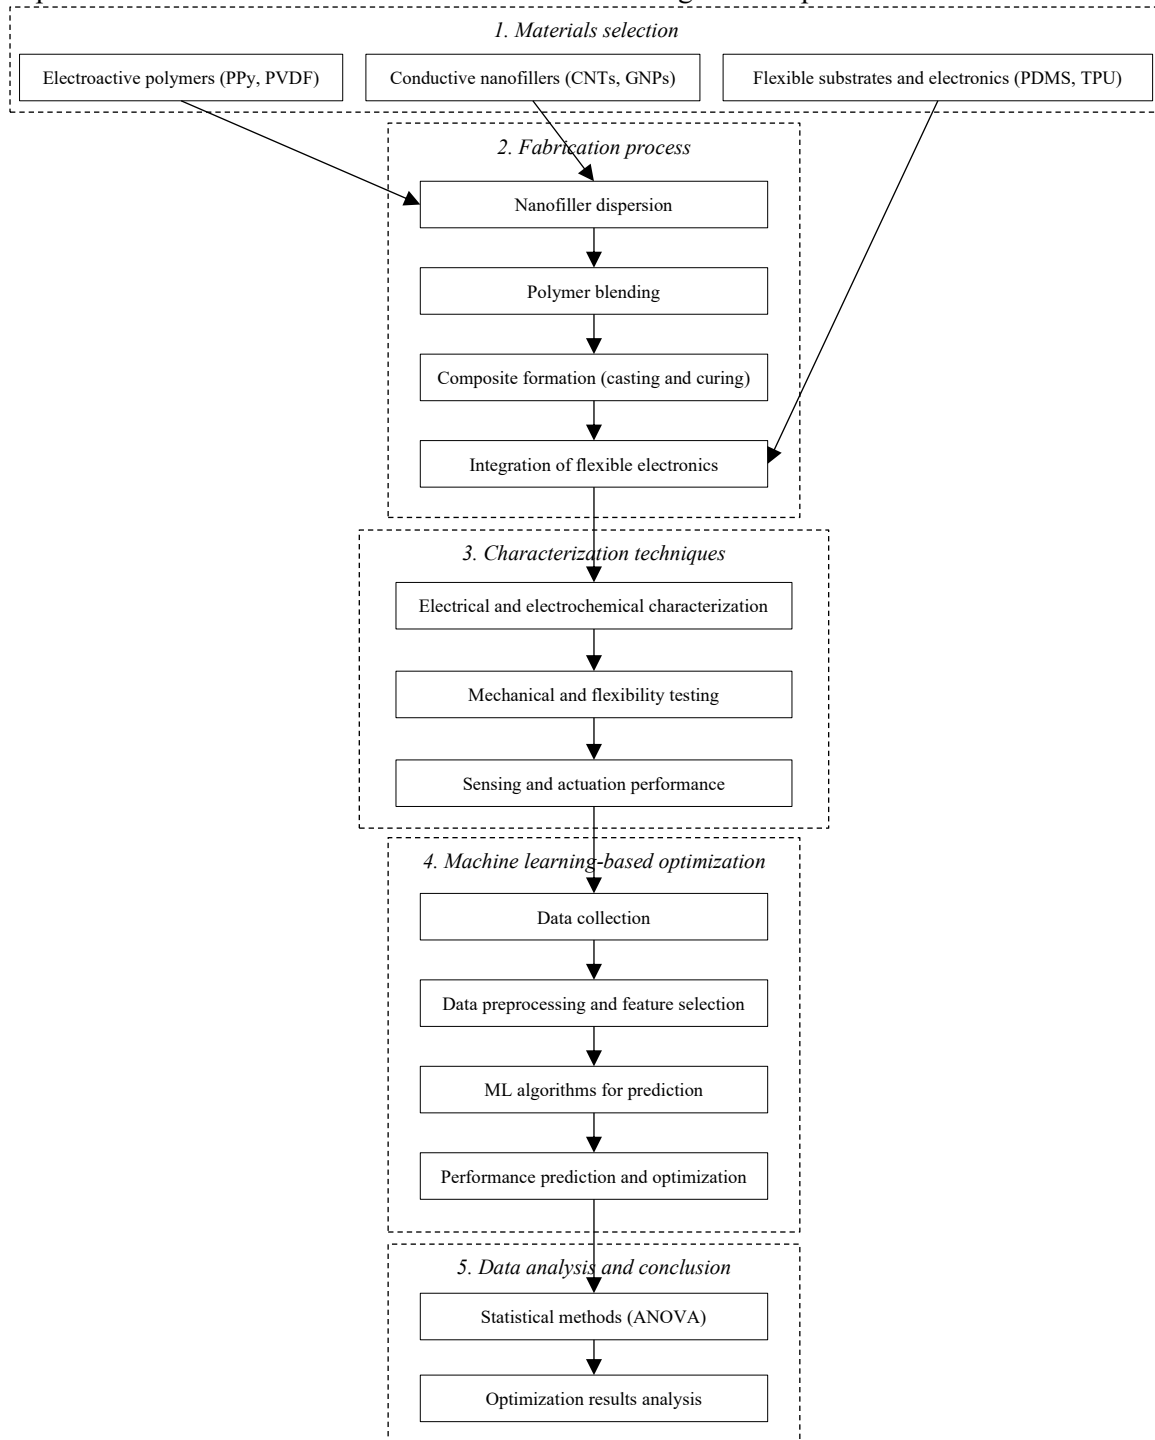 1. Materials selection
Electroactive polymers (PPy, PVDF)
Conductive nanofillers (CNTs, GNPs)
Flexible substrates and electronics (PDMS, TPU)
2. Fabrication process
Nanofiller dispersion
Polymer blending
Composite formation (casting and curing)
Integration of flexible electronics
3. Characterization techniques
Electrical and electrochemical characterization
Mechanical and flexibility testing
Sensing and actuation performance
4. Machine learning-based optimization
Data collection
Data preprocessing and feature selection
ML algorithms for prediction
Performance prediction and optimization
5. Data analysis and conclusion
Statistical methods (ANOVA)
Optimization results analysis